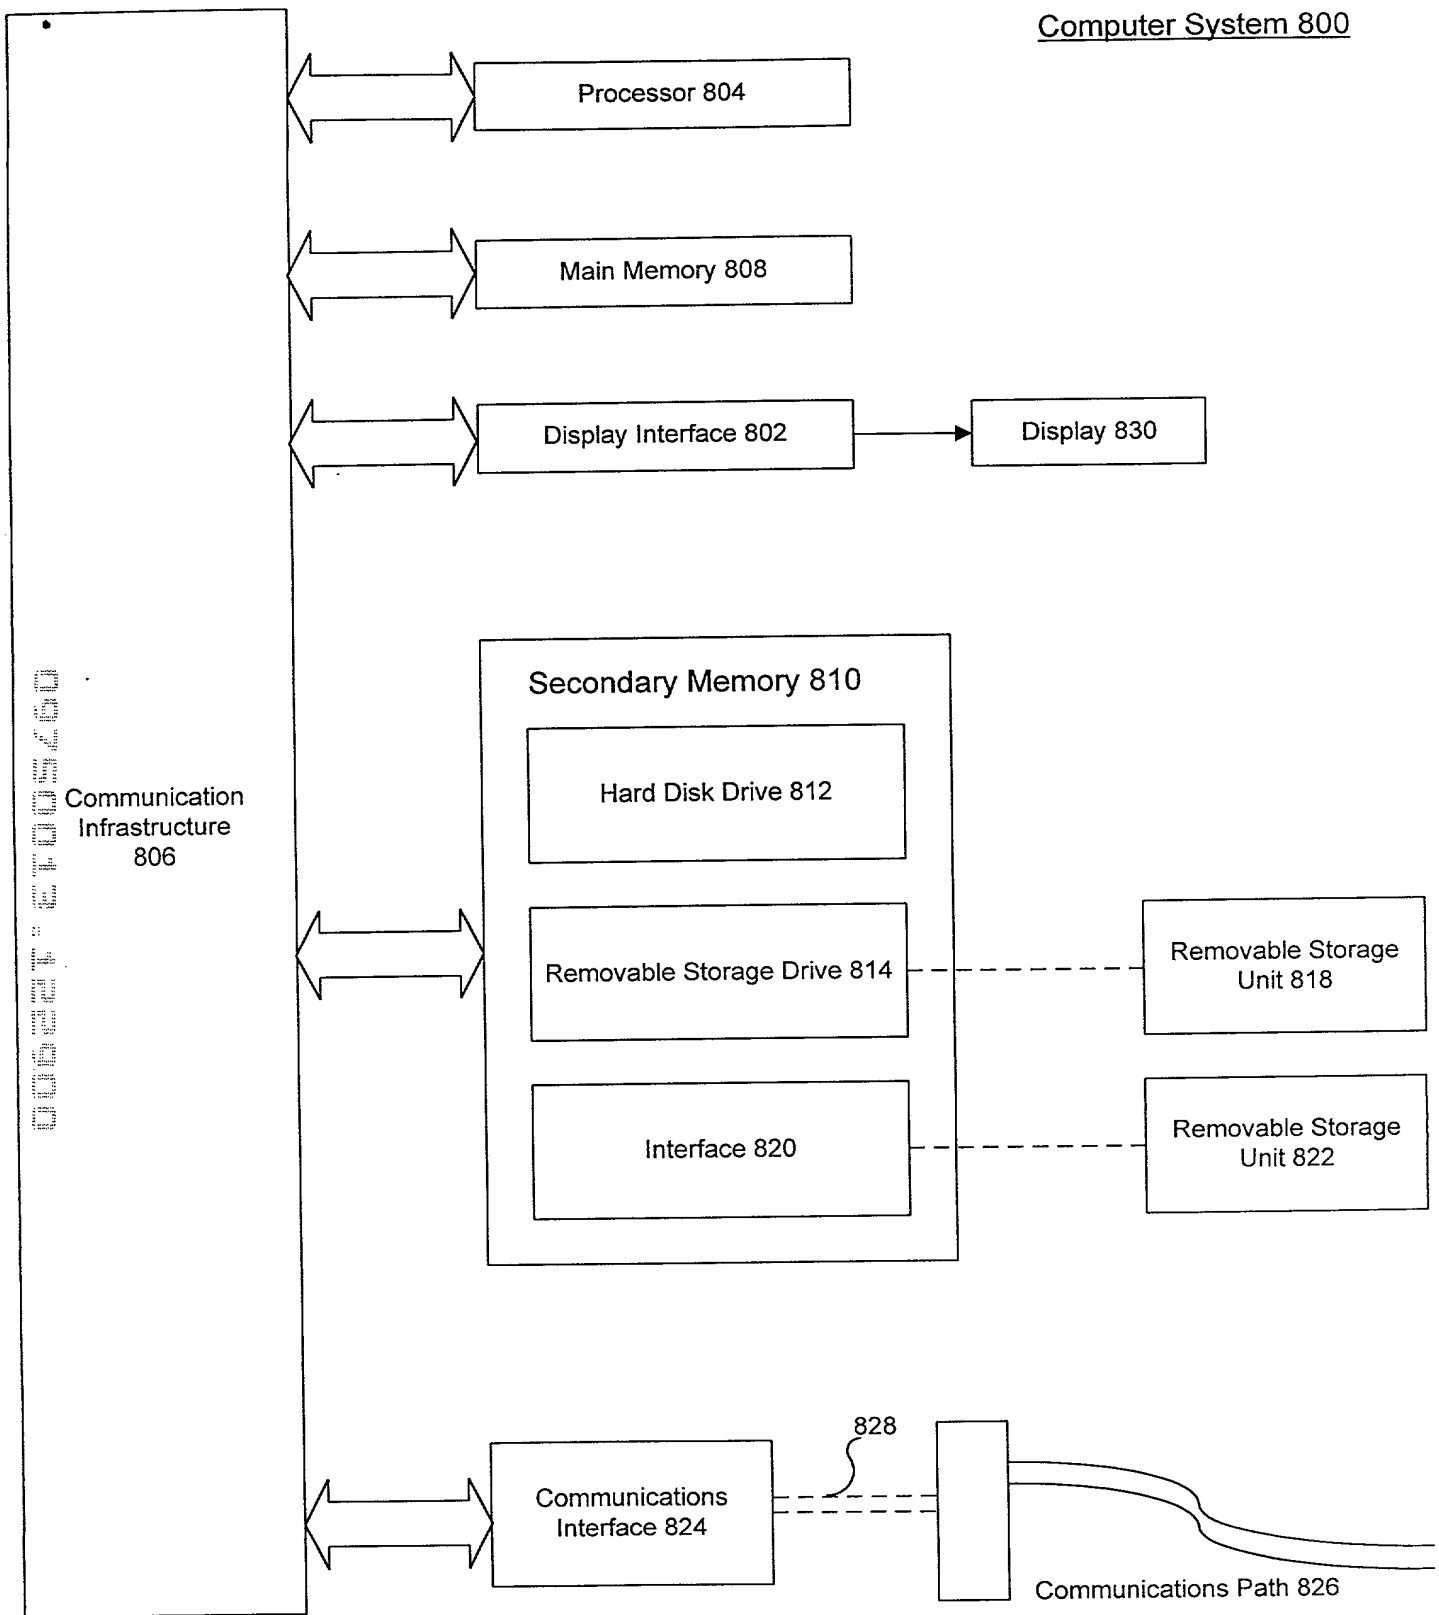 Computer System 800
Processor 804
Main Memory 808
Display Interface 802
Display 830
Secondary Memory 810
Hard Disk Drive 812
Communication
Infrastructure
806
Removable Storage Drive 814
Removable Storage
Unit 818
Interface 820
Removable Storage
Unit 822
828
Communications
Interface 824
Communications Path 826